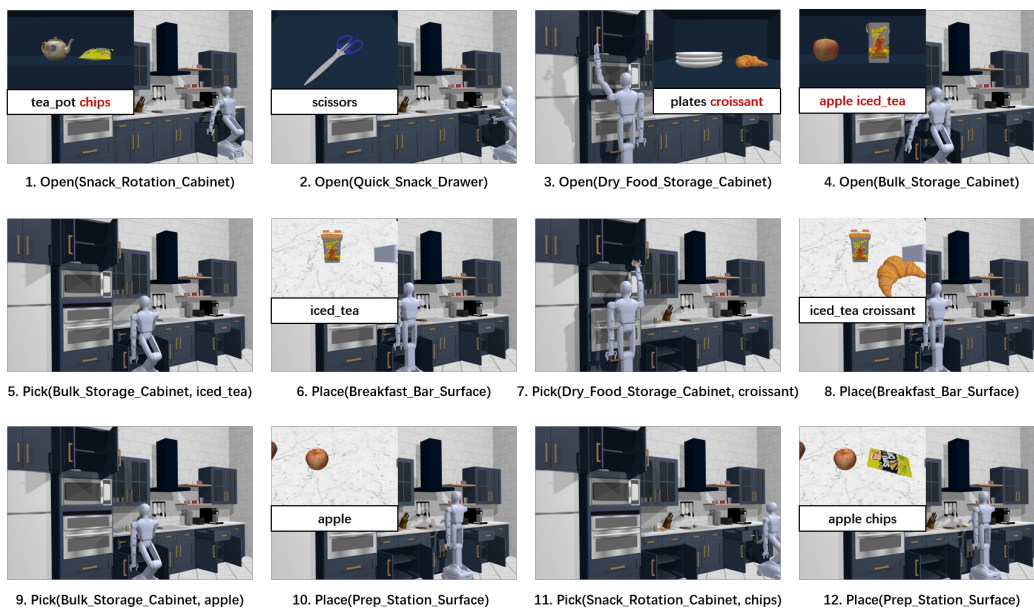 tea_pot chips
scissors
plates croissant
apple iced_tea
1. Open(Snack_Rotation_Cabinet)
2. Open(Quick_Snack_Drawer)
3. Open(Dry_Food_Storage_Cabinet)
4. Open(Bulk_Storage_Cabinet)
iced_tea
iced_tea croissant
5. Pick(Bulk_Storage_Cabinet, iced_tea)
6. Place(Breakfast_Bar_Surface)
7. Pick(Dry_Food_Storage_Cabinet, croissant)
8. Place(Breakfast_Bar_Surface)
apple
apple chips
9. Pick(Bulk_Storage_Cabinet, apple)
10. Place(Prep_Station_Surface)
11. Pick(Snack_Rotation_Cabinet, chips)
12. Place(Prep_Station_Surface)